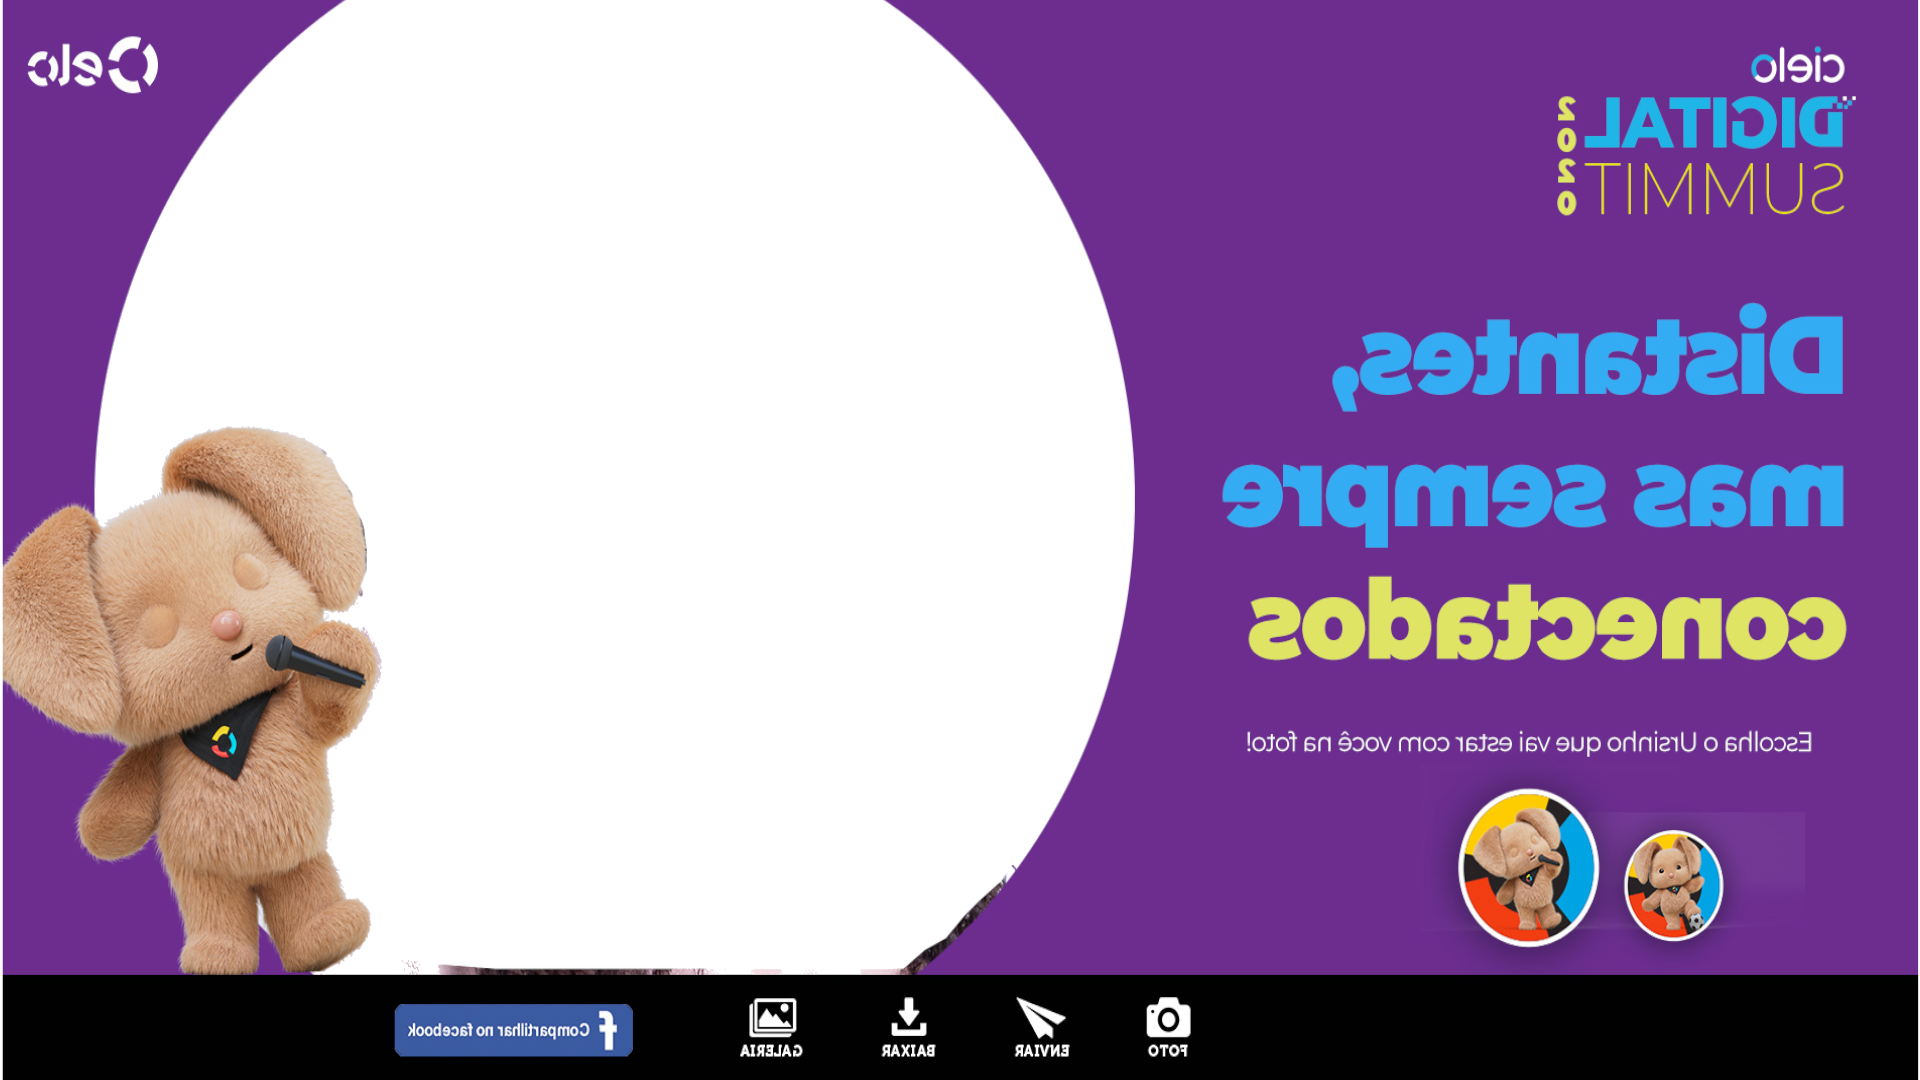 cielo
DIGITAL
SUMMIT
2020
elo
Distantes,
mas sempre
conectados
Escolha o Ursinho que vai estar com você na foto!
FOTO
ENVIAR
BAIXAR
GALERIA
f Compartilhar no facebook